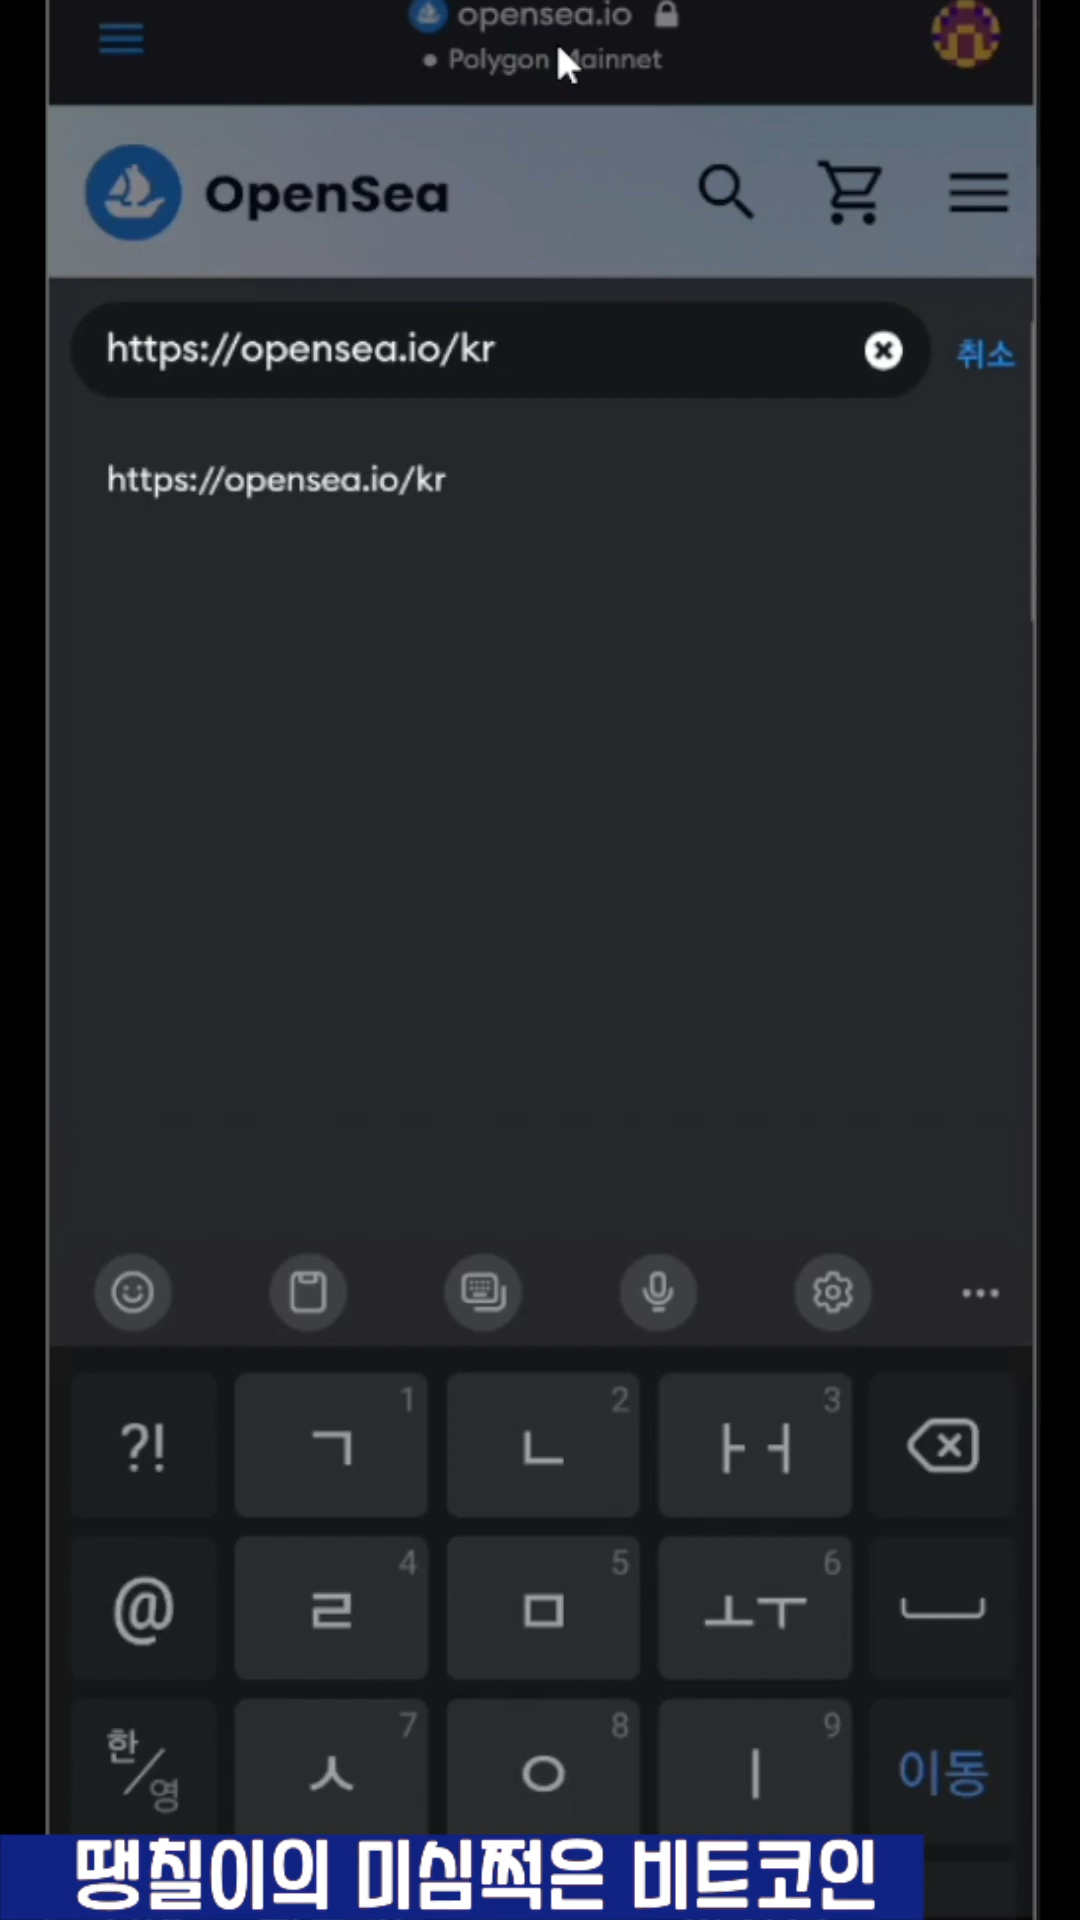 opensea.io
Polygon Mainnet
OpenSea
https://opensea.io/kr
취소
https://opensea.io/kr
?! ㄱ 1 ㄴ 2 ㅏㅓ 3
@ ㄹ 4 ㅁ 5 ㅗㅜ 6
한/영 ㅅ 7 ㅇ 8 ㅣ 9 이동
땡칠이의 미심쩍은 비트코인